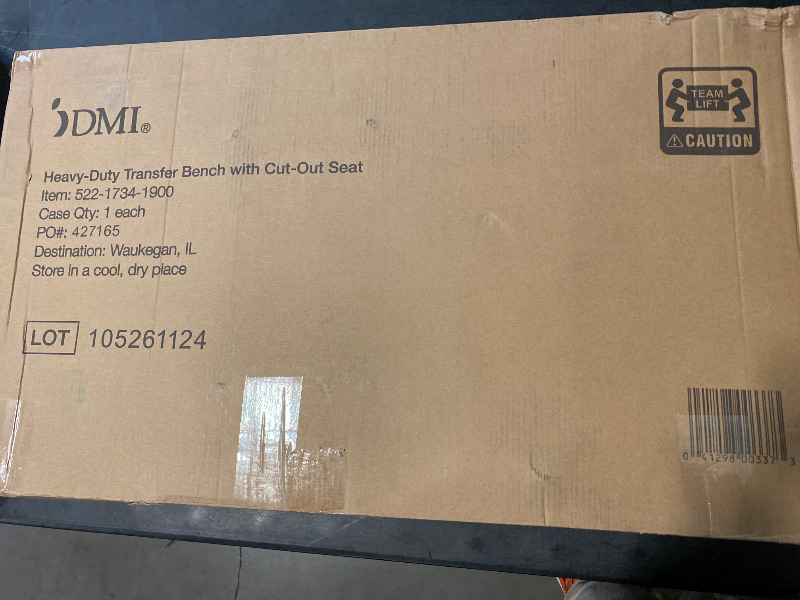 DMI®
TEAM
LIFT
CAUTION
Heavy-Duty Transfer Bench with Cut-Out Seat
Item: 522-1734-1900
Case Qty: 1 each
PO#: 427165
Destination: Waukegan, IL
Store in a cool, dry place
LOT 105261124
0 41298 00337 3